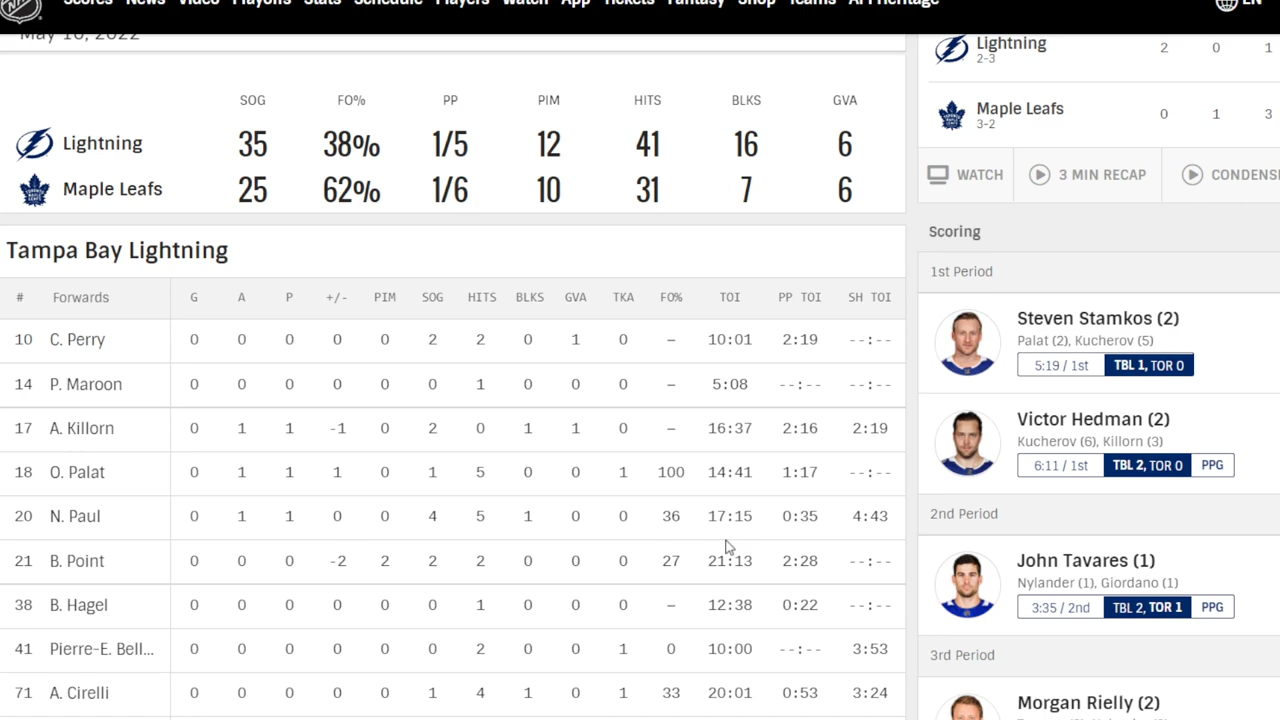 Scores News Video Playoffs Stats Schedule Players Watch App Tickets Fantasy Shop Teams API Heritage EN
May 10, 2022
SOG FO% PP PIM HITS BLKS GVA
Lightning 35 38% 1/5 12 41 16 6
Maple Leafs 25 62% 1/6 10 31 7 6
Tampa Bay Lightning
# Forwards G A P +/- PIM SOG HITS BLKS GVA TKA FO% TOI PP TOI SH TOI
10 C. Perry 0 0 0 0 0 2 2 0 1 0 – 10:01 2:19 --:--
14 P. Maroon 0 0 0 0 0 0 1 0 0 0 – 5:08 --:-- --:--
17 A. Killorn 0 1 1 -1 0 2 0 1 1 0 – 16:37 2:16 2:19
18 O. Palat 0 1 1 1 0 1 5 0 0 1 100 14:41 1:17 --:--
20 N. Paul 0 1 1 0 0 4 5 1 0 0 36 17:15 0:35 4:43
21 B. Point 0 0 0 -2 2 2 2 0 0 0 27 21:13 2:28 --:--
38 B. Hagel 0 0 0 0 0 0 1 0 0 0 – 12:38 0:22 --:--
41 Pierre-E. Bell... 0 0 0 0 0 0 2 0 0 1 0 10:00 --:-- 3:53
71 A. Cirelli 0 0 0 0 0 1 4 1 0 1 33 20:01 0:53 3:24
Lightning 2 0 1
2-3
Maple Leafs 0 1 3
3-2
WATCH 3 MIN RECAP CONDENS
Scoring
1st Period
Steven Stamkos (2)
Palat (2), Kucherov (5)
5:19 / 1st TBL 1, TOR 0
Victor Hedman (2)
Kucherov (6), Killorn (3)
6:11 / 1st TBL 2, TOR 0 PPG
2nd Period
John Tavares (1)
Nylander (1), Giordano (1)
3:35 / 2nd TBL 2, TOR 1 PPG
3rd Period
Morgan Rielly (2)